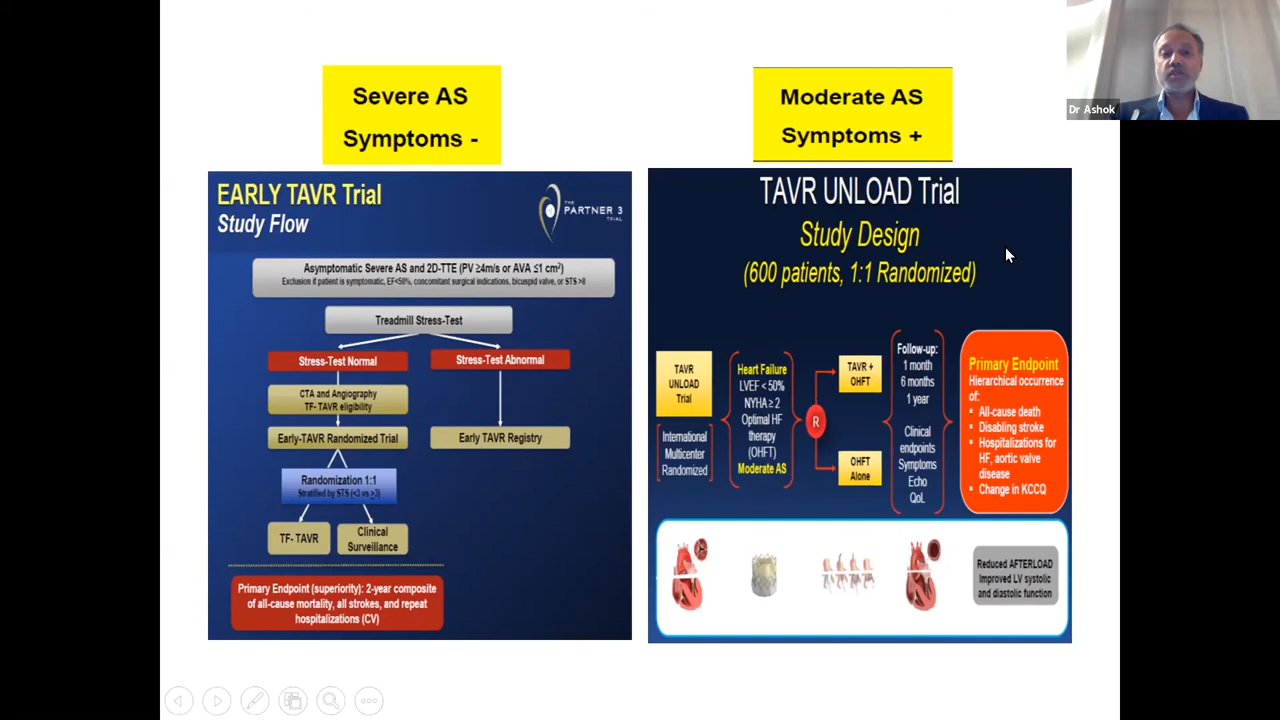 Severe AS
Symptoms -
Moderate AS
Symptoms +
Dr Ashok
EARLY TAVR Trial
Study Flow
THE
PARTNER 3
TRIAL
Asymptomatic Severe AS and 2D-TTE (PV ≥4m/s or AVA ≤1 cm²)
Exclusion if patient is symptomatic, EF<50%, concomitant surgical indications, bicuspid valve, or STS >8
Treadmill Stress-Test
Stress-Test Normal
Stress-Test Abnormal
CTA and Angiography
TF- TAVR eligibility
Early-TAVR Randomized Trial
Early TAVR Registry
Randomization 1:1
Stratified by STS (<3 vs ≥3)
TF- TAVR
Clinical
Surveillance
Primary Endpoint (superiority): 2-year composite
of all-cause mortality, all strokes, and repeat
hospitalizations (CV)
TAVR UNLOAD Trial
Study Design
(600 patients, 1:1 Randomized)
TAVR
UNLOAD
Trial
International
Multicenter
Randomized
Heart Failure
LVEF < 50%
NYHA ≥ 2
Optimal HF
therapy
(OHFT)
Moderate AS
R
TAVR +
OHFT
OHFT
Alone
Follow-up:
1 month
6 months
1 year
Clinical
endpoints
Symptoms
Echo
QoL
Primary Endpoint
Hierarchical occurrence
of:
▪ All-cause death
▪ Disabling stroke
▪ Hospitalizations for
HF, aortic valve
disease
▪ Change in KCCQ
Reduced AFTERLOAD
Improved LV systolic
and diastolic function